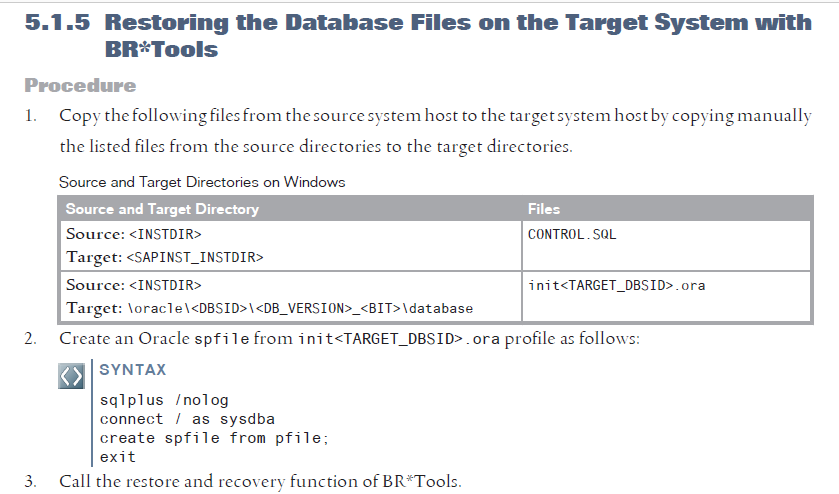 5.1.5 Restoring the Database Files on the Target System with
BR*Tools
Procedure
1. Copy the following files from the source system host to the target system host by copying manually
the listed files from the source directories to the target directories.
Source and Target Directories on Windows
Source and Target Directory Files
Source: <INSTDIR> CONTROL.SQL
Target: <SAPINST_INSTDIR>
Source: <INSTDIR> init<TARGET_DBSID>.ora
Target: \oracle\<DBSID>\<DB_VERSION>_<BIT>\database
2. Create an Oracle spfile from init<TARGET_DBSID>.ora profile as follows:
SYNTAX
sqlplus /nolog
connect / as sysdba
create spfile from pfile;
exit
3. Call the restore and recovery function of BR*Tools.